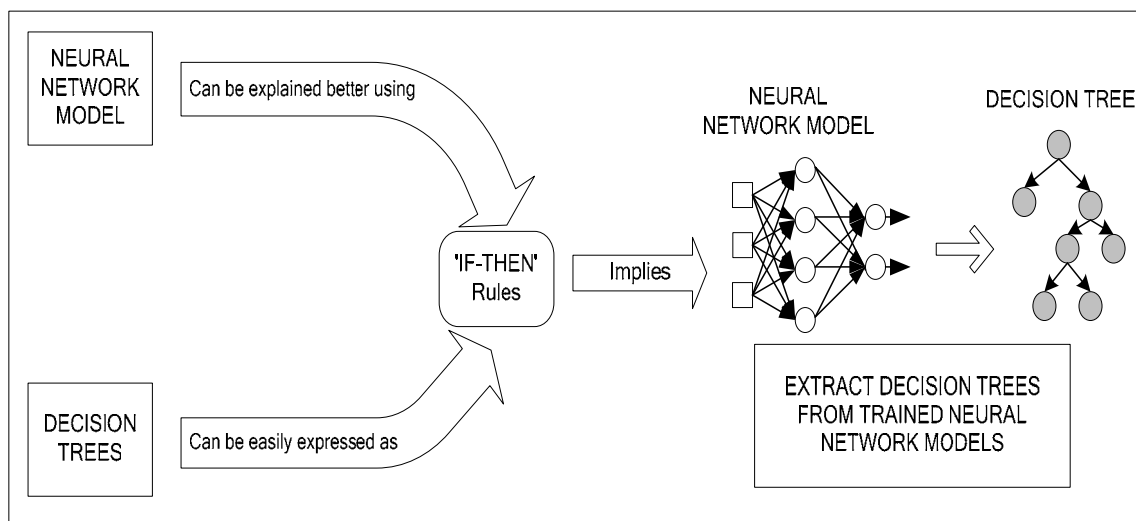 NEURAL
NETWORK
MODEL
Can be explained better using
'IF-THEN'
Rules
DECISION
TREES
Can be easily expressed as
Implies
NEURAL
NETWORK MODEL
DECISION TREE
EXTRACT DECISION TREES
FROM TRAINED NEURAL
NETWORK MODELS